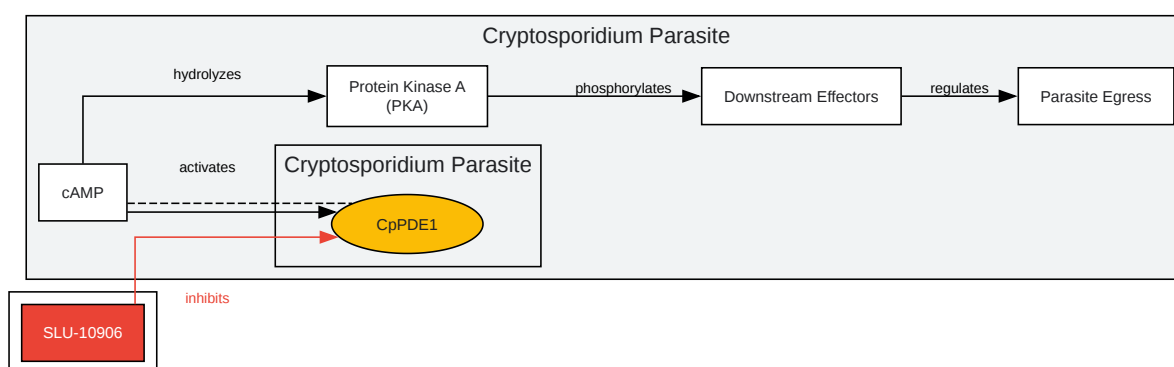 Cryptosporidium Parasite
hydrolyzes
Protein Kinase A
(PKA)
phosphorylates
Downstream Effectors
regulates
Parasite Egress
activates
Cryptosporidium Parasite
cAMP
CpPDE1
inhibits
SLU-10906